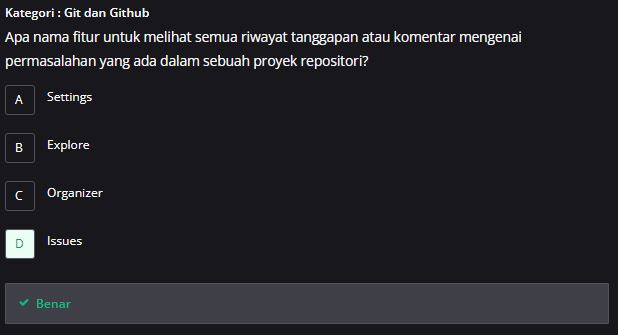 Kategori : Git dan Github
Apa nama fitur untuk melihat semua riwayat tanggapan atau komentar mengenai
permasalahan yang ada dalam sebuah proyek repositori?
A Settings
B Explore
C Organizer
D Issues
✔ Benar